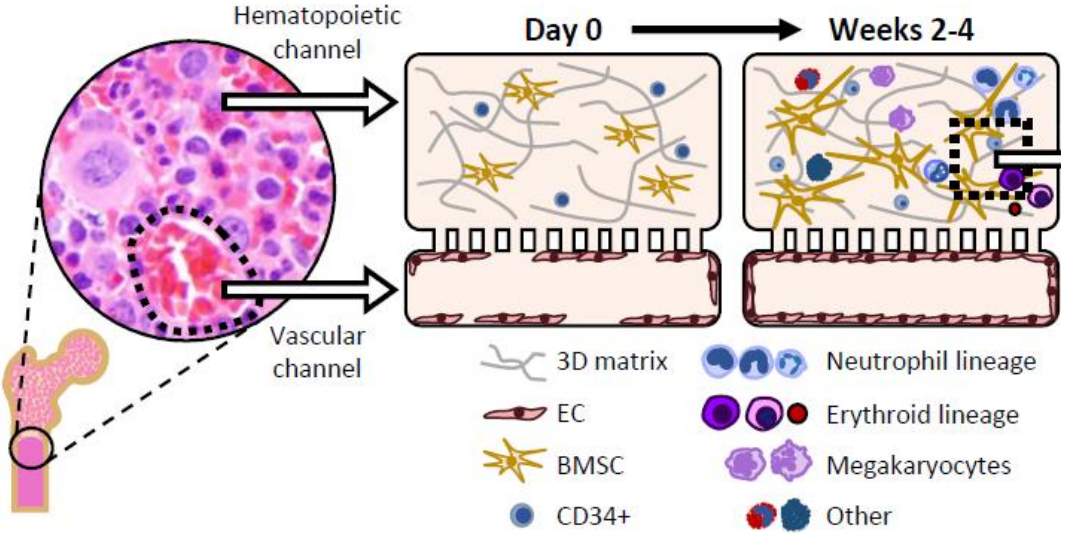 Hematopoietic
channel
Day 0
Weeks 2-4
Vascular
channel
3D matrix
EC
BMSC
CD34+
Neutrophil lineage
Erythroid lineage
Megakaryocytes
Other